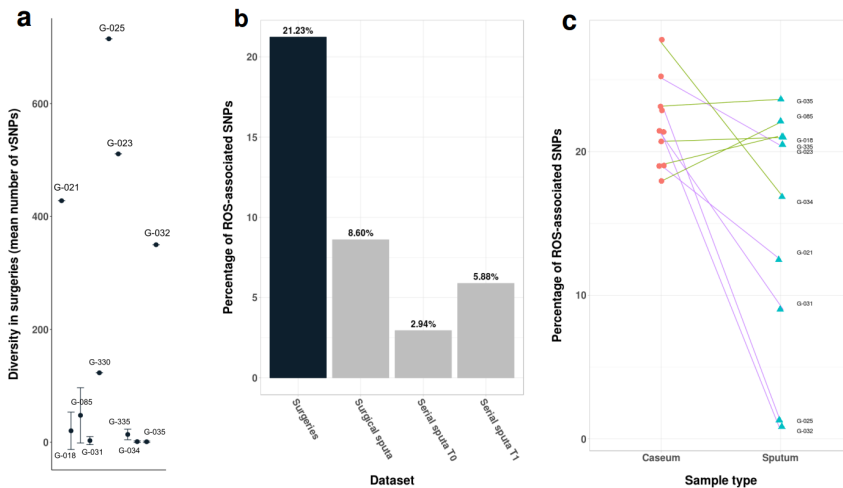 a
Diversity in surgeries (mean number of vSNPs)
600
400
200
0
G-025
G-023
G-021
G-032
G-330
G-085
G-335
G-035
G-018
G-031
G-034
b
Percentage of ROS-associated SNPs
20
15
10
5
0
21.23%
8.60%
2.94%
5.88%
Surgeries
Surgical sputa
Serial sputa T0
Serial sputa T1
Dataset
c
Percentage of ROS-associated SNPs
20
10
0
G-035
G-085
G-018
G-335
G-023
G-034
G-021
G-031
G-025
G-032
Caseum
Sputum
Sample type